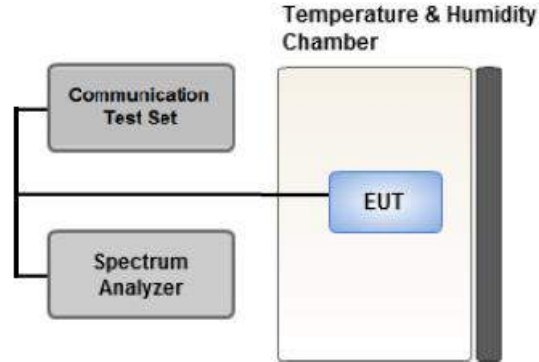 Temperature & Humidity
Chamber
Communication
Test Set
EUT
Spectrum
Analyzer